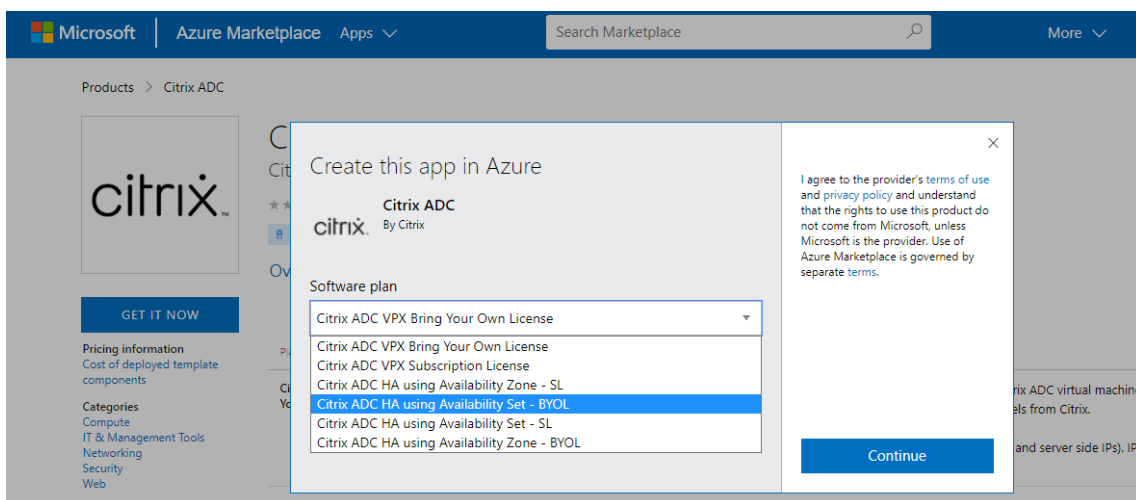 Microsoft Azure Marketplace Apps Search Marketplace More
Products > Citrix ADC
citrix™
GET IT NOW
Pricing information
Cost of deployed template
components
Categories
Compute
IT & Management Tools
Networking
Security
Web
Create this app in Azure
citrix. Citrix ADC
By Citrix
Software plan
Citrix ADC VPX Bring Your Own License
Citrix ADC VPX Bring Your Own License
Citrix ADC VPX Subscription License
Citrix ADC HA using Availability Zone - SL
Citrix ADC HA using Availability Set - BYOL
Citrix ADC HA using Availability Set - SL
Citrix ADC HA using Availability Zone - BYOL
I agree to the provider's terms of use
and privacy policy and understand
that the rights to use this product do
not come from Microsoft, unless
Microsoft is the provider. Use of
Azure Marketplace is governed by
separate terms.
Continue
ADC virtual machin
from Citrix.
and server side IPs). IP